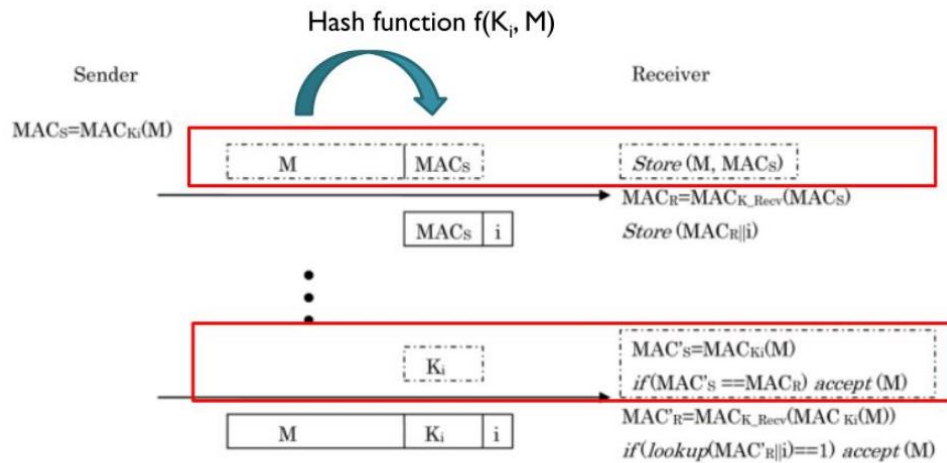 Hash function f(Ki, M)
Sender
Receiver
MACS=MACKi(M)
M MACS
Store (M, MACS)
MACR=MACK_Recv(MACS)
MACS i
Store (MACR||i)
Ki
MAC'S=MACKi(M)
if (MAC'S ==MACR) accept (M)
M Ki i
MAC'R=MACK_Recv(MAC Ki(M))
if (lookup(MAC'R||i)==1) accept (M)